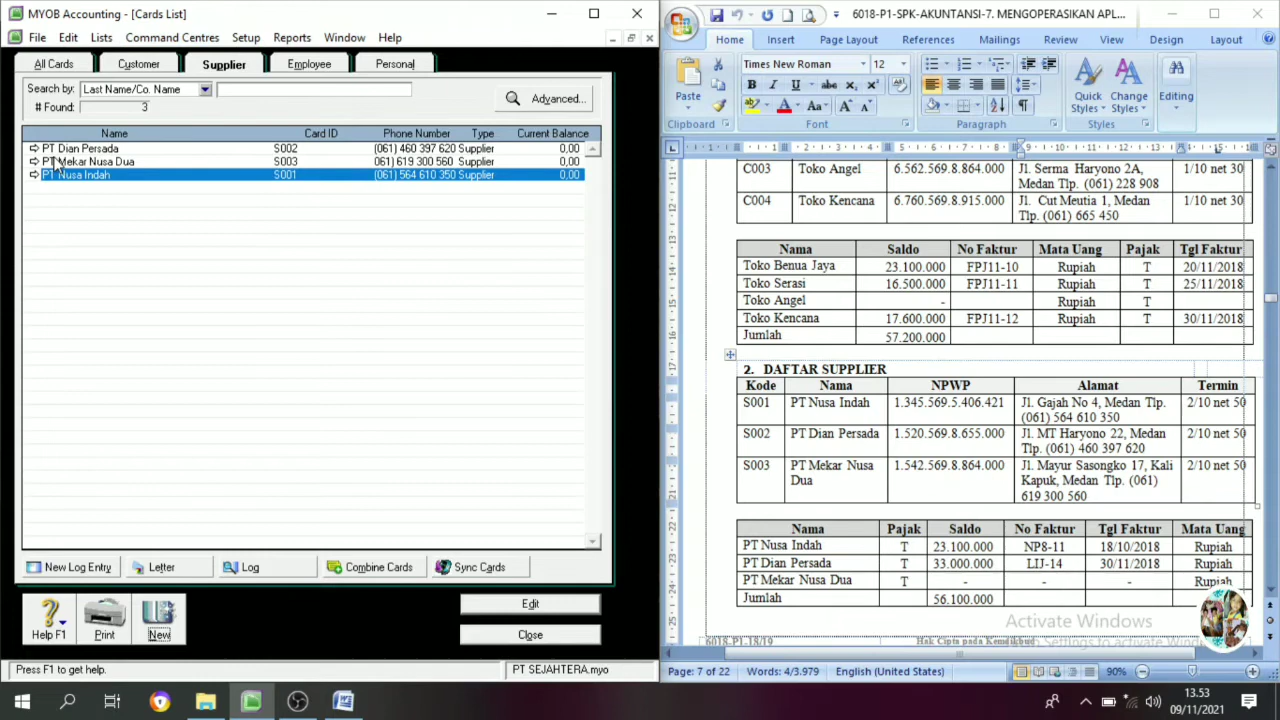 MYOB Accounting - [Cards List]
File Edit Lists Command Centres Setup Reports Window Help
All Cards Customer Supplier Employee Personal
Search by: Last Name/Co. Name Advanced...
# Found: 3
Name Card ID Phone Number Type Current Balance
PT Dian Persada S002 (061) 460 397 620 Supplier 0,00
PT Mekar Nusa Dua S003 061) 619 300 560 Supplier 0,00
PT Nusa Indah S001 (061) 564 610 350 Supplier 0,00
New Log Entry Letter Log Combine Cards Sync Cards
Help F1 Print New Edit
Close
Press F1 to get help. PT SEJAHTERA.myo
6018-P1-SPK-AKUNTANSI-7. MENGOPERASIKAN APL...
Home Insert Page Layout References Mailings Review View Design Layout
Times New Roman 12
Paste Quick Styles Change Styles Editing
Clipboard Font Paragraph Styles
C003 Toko Angel 6.562.569.8.864.000 Jl. Serma Haryono 2A, 1/10 net 30
Medan Tlp. (061) 228 908
C004 Toko Kencana 6.760.569.8.915.000 Jl. Cut Meutia 1, Medan 1/10 net 30
Tlp. (061) 665 450
Nama Saldo No Faktur Mata Uang Pajak Tgl Faktur
Toko Benua Jaya 23.100.000 FPJ11-10 Rupiah T 20/11/2018
Toko Serasi 16.500.000 FPJ11-11 Rupiah T 25/11/2018
Toko Angel - Rupiah T
Toko Kencana 17.600.000 FPJ11-12 Rupiah T 30/11/2018
Jumlah 57.200.000
2. DAFTAR SUPPLIER
Kode Nama NPWP Alamat Termin
S001 PT Nusa Indah 1.345.569.5.406.421 Jl. Gajah No 4, Medan Tlp. 2/10 net 50
(061) 564 610 350
S002 PT Dian Persada 1.520.569.8.655.000 Jl. MT Haryono 22, Medan 2/10 net 50
Tlp. (061) 460 397 620
S003 PT Mekar Nusa 1.542.569.8.864.000 Jl. Mayur Sasongko 17, Kali 2/10 net 50
Dua Kapuk, Medan Tlp. (061)
619 300 560
Nama Pajak Saldo No Faktur Tgl Faktur Mata Uang
PT Nusa Indah T 23.100.000 NP8-11 18/10/2018 Rupiah
PT Dian Persada T 33.000.000 LIJ-14 30/11/2018 Rupiah
PT Mekar Nusa Dua T - - - Rupiah
Jumlah 56.100.000
Activate Windows
6018-P1-18/19 Hak Cipta pada Kemdikbud
Settings to activate Windows.
Page: 7 of 22 Words: 4/3.979 English (United States) 90%
13.53
09/11/2021